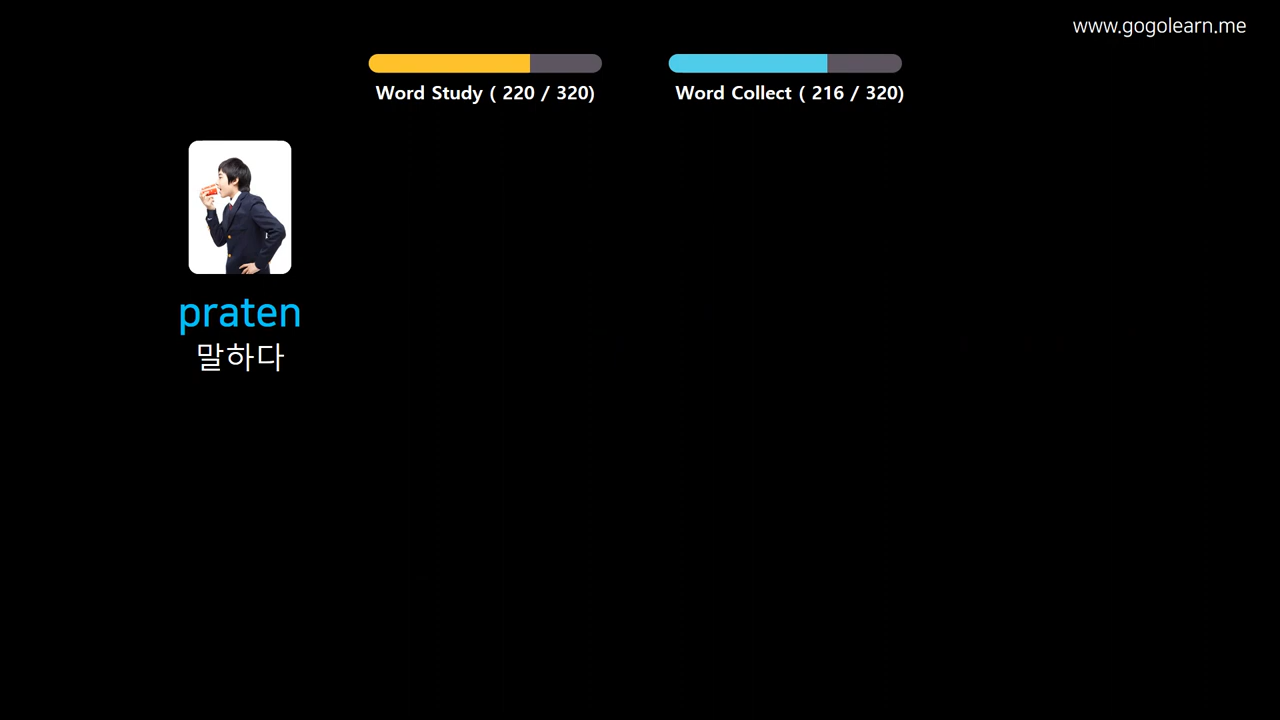 www.gogolearn.me
Word Study ( 220 / 320)
Word Collect ( 216 / 320)
praten
말하다